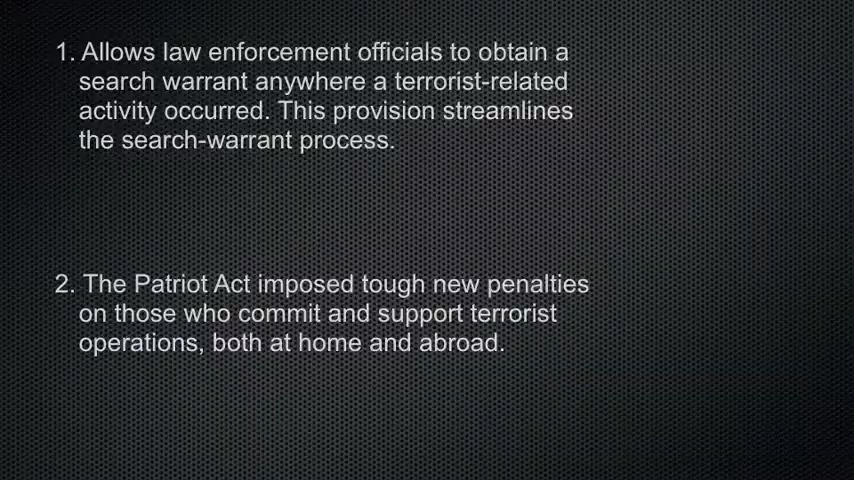 1. Allows law enforcement officials to obtain a
search warrant anywhere a terrorist-related
activity occurred. This provision streamlines
the search-warrant process.
2. The Patriot Act imposed tough new penalties
on those who commit and support terrorist
operations, both at home and abroad.